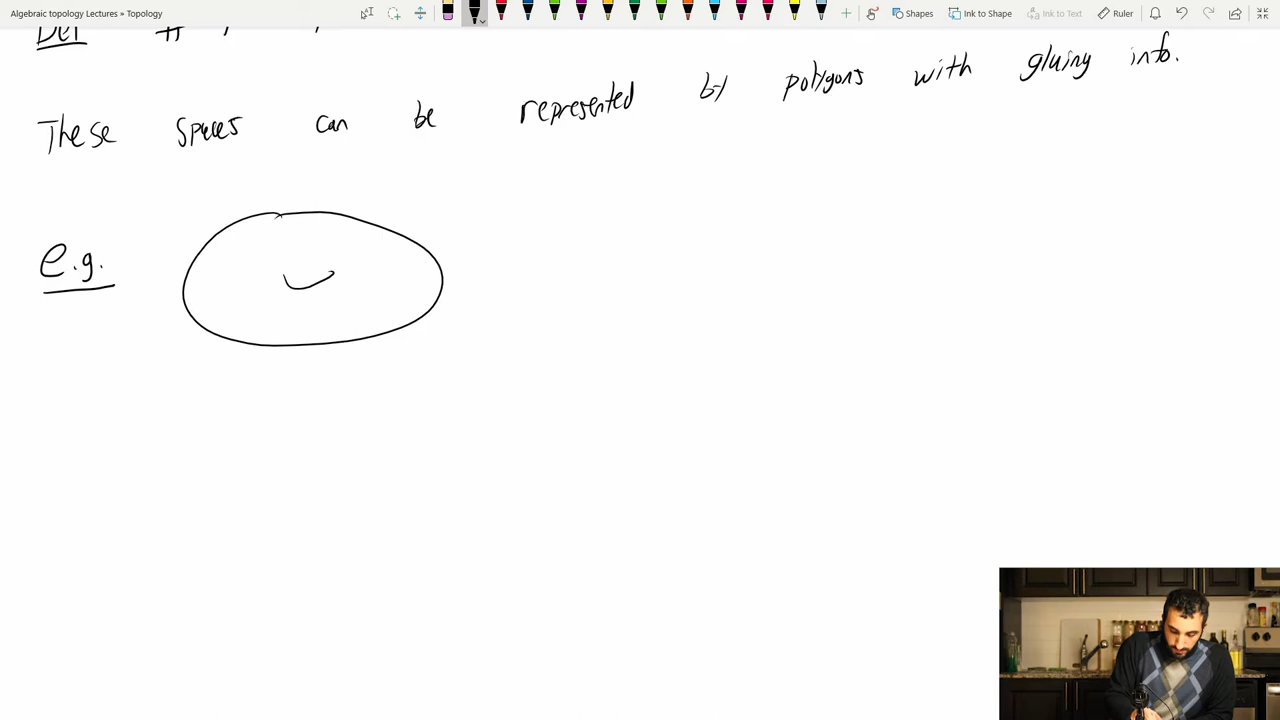 Algebraic topology Lectures » Topology
Shapes Ink to Shape Ink to Text Ruler
Def #
These spaces can be represented by polygons with gluing info.
e.g.